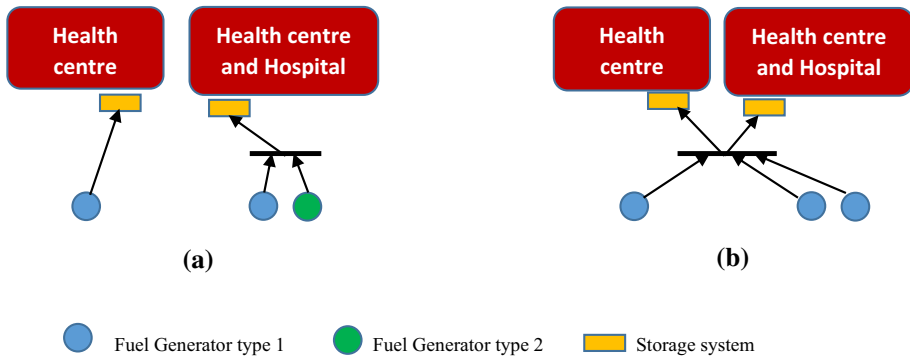 Health
centre
Health centre
and Hospital
Health
centre
Health centre
and Hospital
(a)
(b)
Fuel Generator type 1
Fuel Generator type 2
Storage system